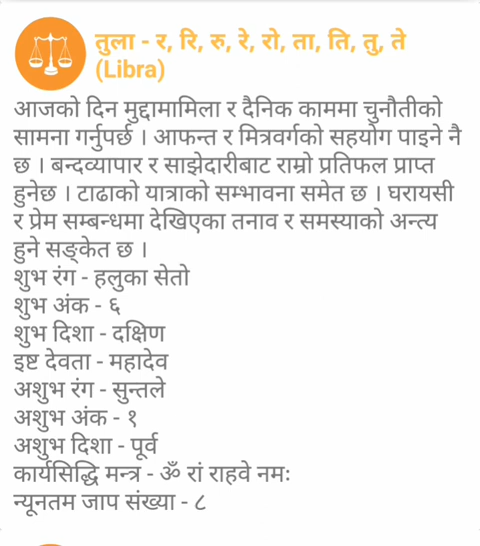 तुला - र, रि, रु, रे, रो, ता, ति, तु, ते
(Libra)
आजको दिन मुद्दामामिला र दैनिक काममा चुनौतीको
सामना गर्नुपर्छ । आफन्त र मित्रवर्गको सहयोग पाइने नै
छ । बन्दव्यापार र साझेदारीबाट राम्रो प्रतिफल प्राप्त
हुनेछ । टाढाको यात्राको सम्भावना समेत छ । घरायसी
र प्रेम सम्बन्धमा देखिएका तनाव र समस्याको अन्त्य
हुने सङ्केत छ ।
शुभ रंग - हलुका सेतो
शुभ अंक - ६
शुभ दिशा - दक्षिण
इष्ट देवता - महादेव
अशुभ रंग - सुन्तले
अशुभ अंक - १
अशुभ दिशा - पूर्व
कार्यसिद्धि मन्त्र - ॐ रां राहवे नमः
न्यूनतम जाप संख्या - ८